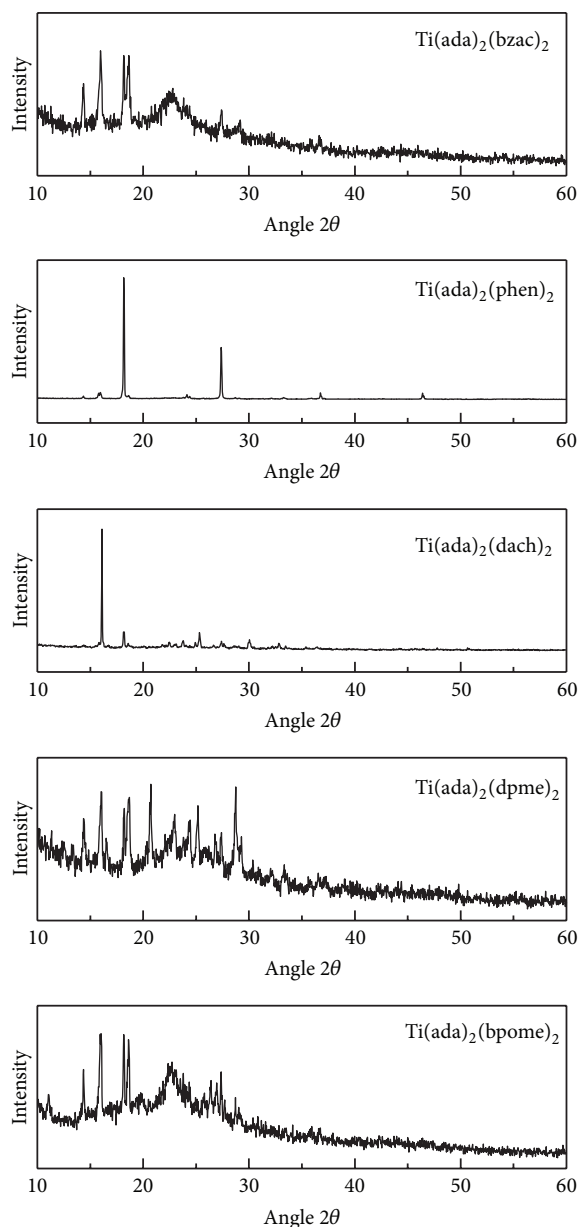 Ti(ada)₂(bzac)₂
Intensity
10 20 30 40 50 60
Angle 2θ
Ti(ada)₂(phen)₂
Intensity
10 20 30 40 50 60
Angle 2θ
Ti(ada)₂(dach)₂
Intensity
10 20 30 40 50 60
Angle 2θ
Ti(ada)₂(dpme)₂
Intensity
10 20 30 40 50 60
Angle 2θ
Ti(ada)₂(bpome)₂
Intensity
10 20 30 40 50 60
Angle 2θ